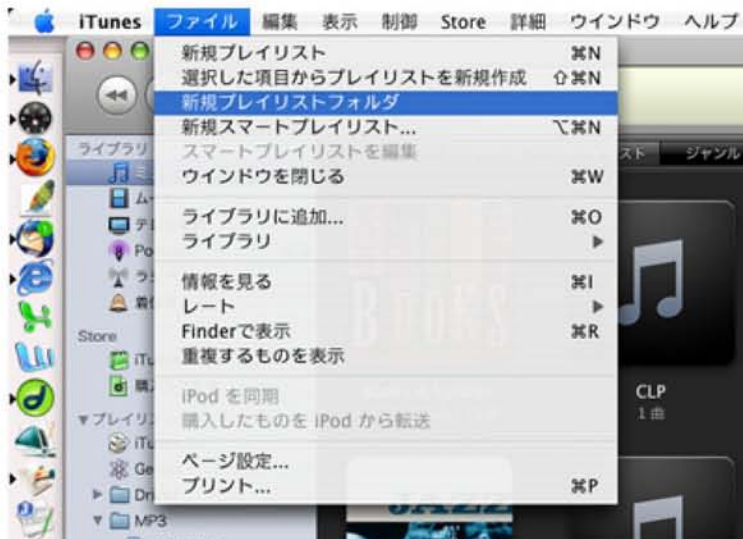 iTunes ファイル 編集 表示 制御 Store 詳細 ウインドウ ヘルプ
新規プレイリスト ⌘N
選択した項目からプレイリストを新規作成 ⇧⌘N
新規プレイリストフォルダ
新規スマートプレイリスト... ⌥⌘N
スマートプレイリストを編集
ウインドウを閉じる ⌘W
ライブラリに追加... ⌘O
ライブラリ
情報を見る ⌘I
レート
Finderで表示 ⌘R
重複するものを表示
iPod を同期
購入したものを iPod から転送
ページ設定...
プリント... ⌘P
ライブラリ
Store
MP3
ジャンル
BOOKS
CLP
1 曲
JAZZ